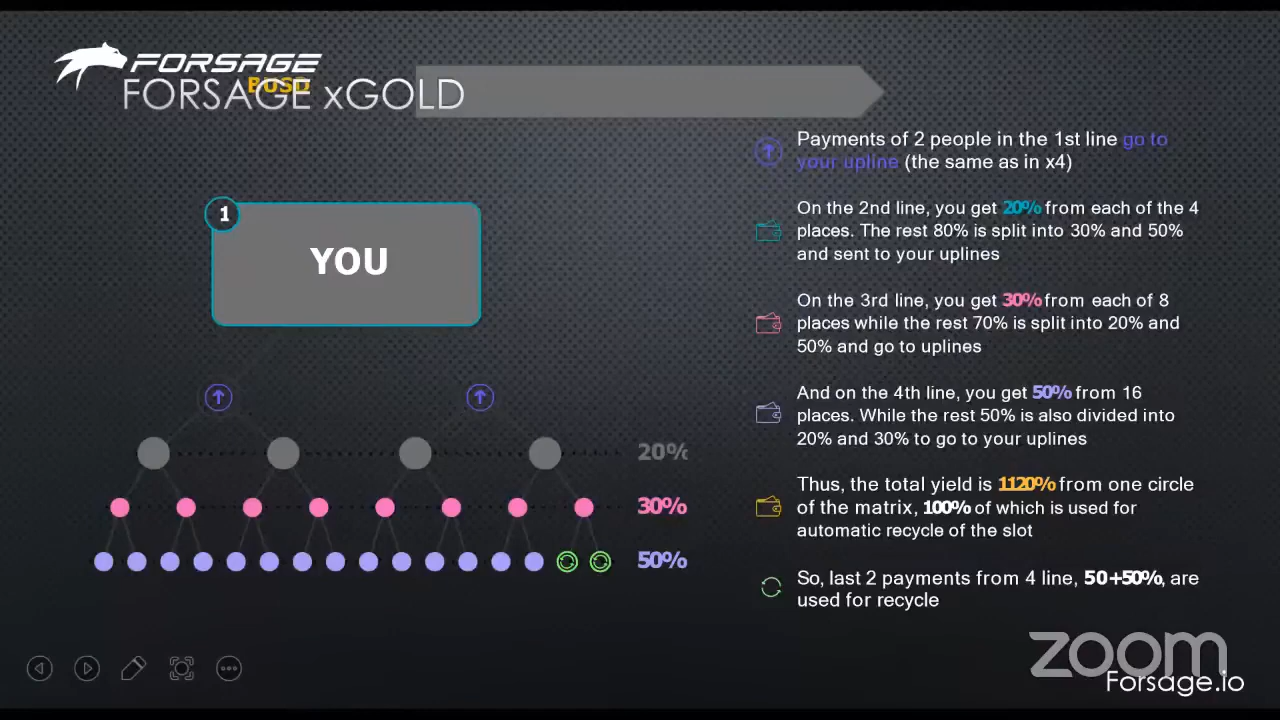 FORSAGE
BUSD
FORSAGE xGOLD
1
YOU
20%
30%
50%
Payments of 2 people in the 1st line go to
your upline (the same as in x4)
On the 2nd line, you get 20% from each of the 4
places. The rest 80% is split into 30% and 50%
and sent to your uplines
On the 3rd line, you get 30% from each of 8
places while the rest 70% is split into 20% and
50% and go to uplines
And on the 4th line, you get 50% from 16
places. While the rest 50% is also divided into
20% and 30% to go to your uplines
Thus, the total yield is 1120% from one circle
of the matrix, 100% of which is used for
automatic recycle of the slot
So, last 2 payments from 4 line, 50+50%, are
used for recycle
zoom
Forsage.io